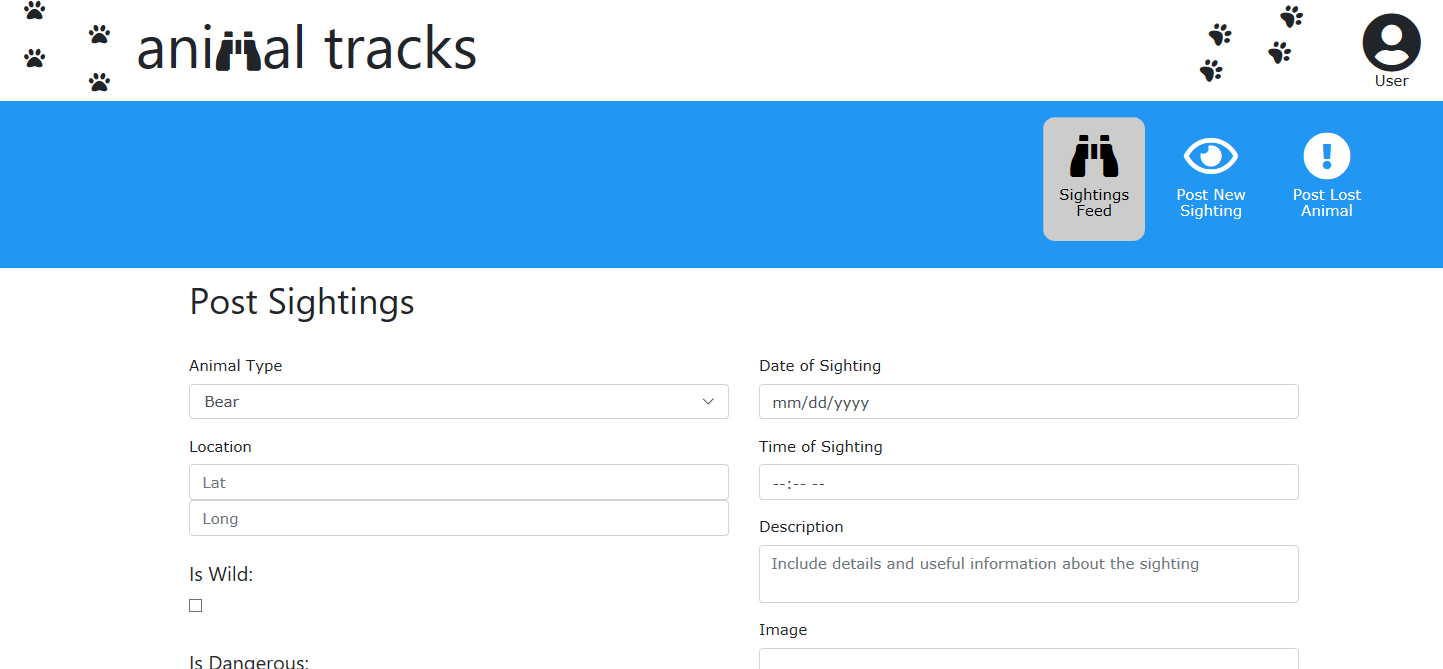 animal tracks
User
Sightings
Feed
Post New
Sighting
Post Lost
Animal
Post Sightings
Animal Type
Bear
Location
Lat
Long
Is Wild:
Is Dangerous:
Date of Sighting
mm/dd/yyyy
Time of Sighting
--:-- --
Description
Include details and useful information about the sighting
Image